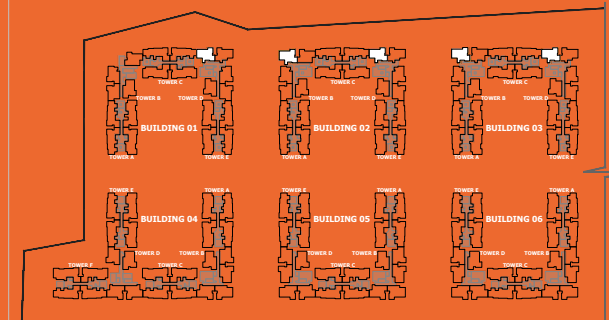 TOWER C
TOWER C
TOWER C
TOWER B TOWER D
TOWER B TOWER D
TOWER B TOWER D
BUILDING 01
BUILDING 02
BUILDING 03
TOWER A TOWER E
TOWER A TOWER E
TOWER A TOWER E
TOWER E TOWER A
TOWER E TOWER A
TOWER E TOWER A
BUILDING 04
BUILDING 05
BUILDING 06
TOWER D TOWER B
TOWER D TOWER B
TOWER D TOWER B
TOWER F TOWER C
TOWER C
TOWER C